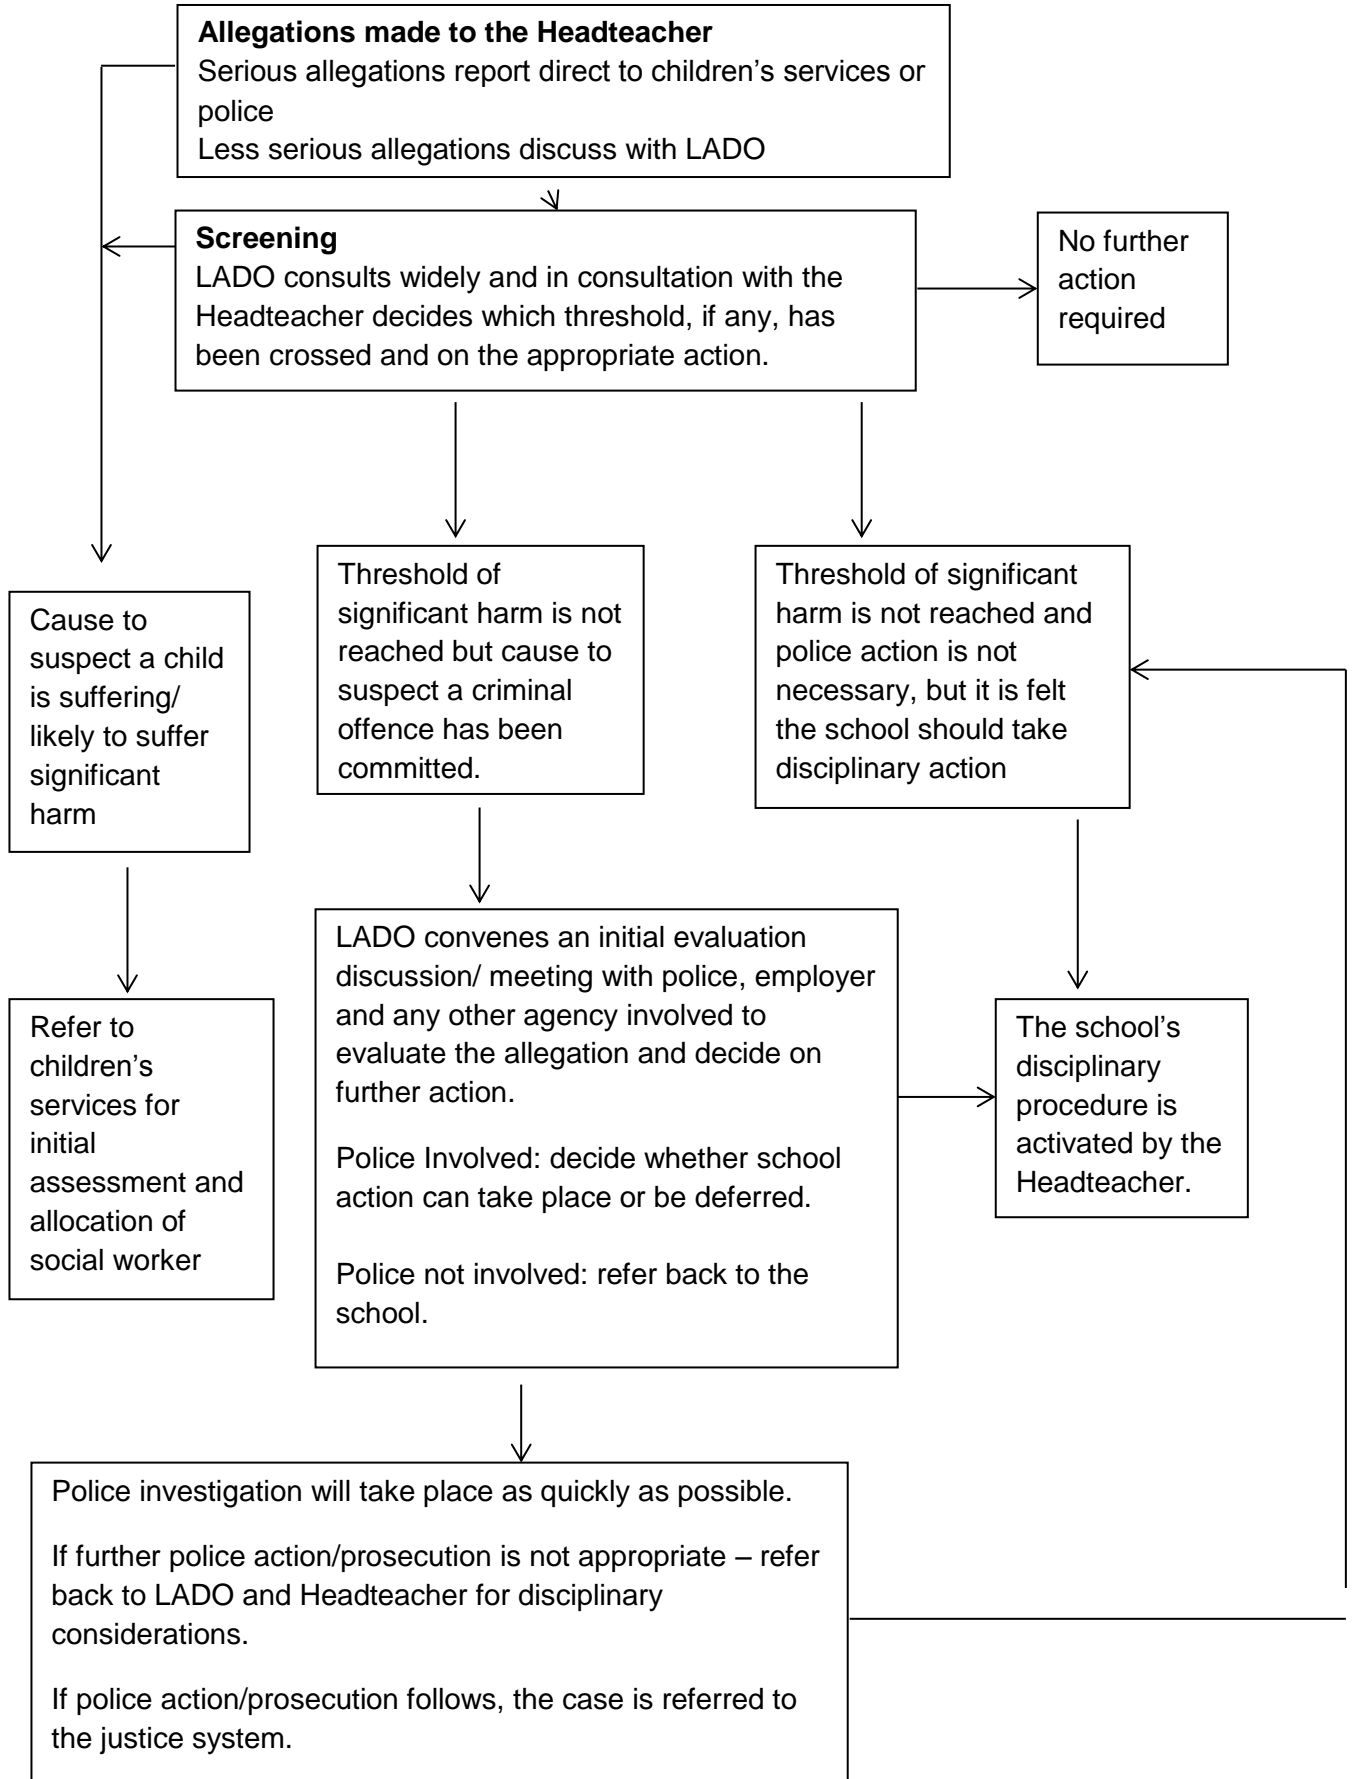 Allegations made to the Headteacher
Serious allegations report direct to children’s services or
police
Less serious allegations discuss with LADO
Screening
LADO consults widely and in consultation with the
Headteacher decides which threshold, if any, has
been crossed and on the appropriate action.
No further
action
required
Cause to
suspect a child
is suffering/
likely to suffer
significant
harm
Threshold of
significant harm is not
reached but cause to
suspect a criminal
offence has been
committed.
Threshold of significant
harm is not reached and
police action is not
necessary, but it is felt
the school should take
disciplinary action
Refer to
children’s
services for
initial
assessment and
allocation of
social worker
LADO convenes an initial evaluation
discussion/ meeting with police, employer
and any other agency involved to
evaluate the allegation and decide on
further action.
Police Involved: decide whether school
action can take place or be deferred.
Police not involved: refer back to the
school.
The school’s
disciplinary
procedure is
activated by the
Headteacher.
Police investigation will take place as quickly as possible.
If further police action/prosecution is not appropriate – refer
back to LADO and Headteacher for disciplinary
considerations.
If police action/prosecution follows, the case is referred to
the justice system.